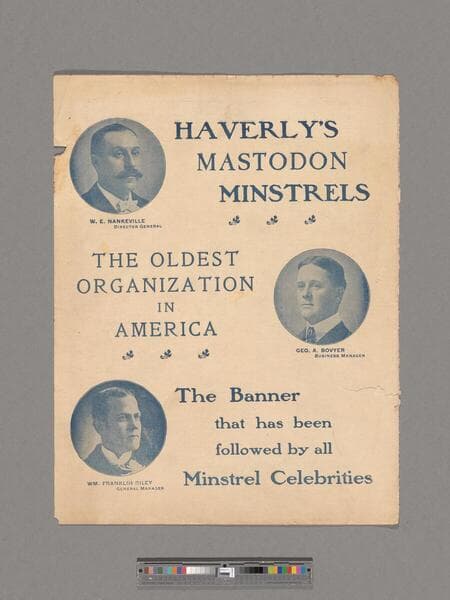 HAVERLY'S
MASTODON
MINSTRELS
W. E. NANKEVILLE
DIRECTOR GENERAL
THE OLDEST
ORGANIZATION
IN
AMERICA
GEO. A. BOVYER
BUSINESS MANAGER
The Banner
that has been
followed by all
Minstrel Celebrities
WM. FRANKLIN RILEY
GENERAL MANAGER